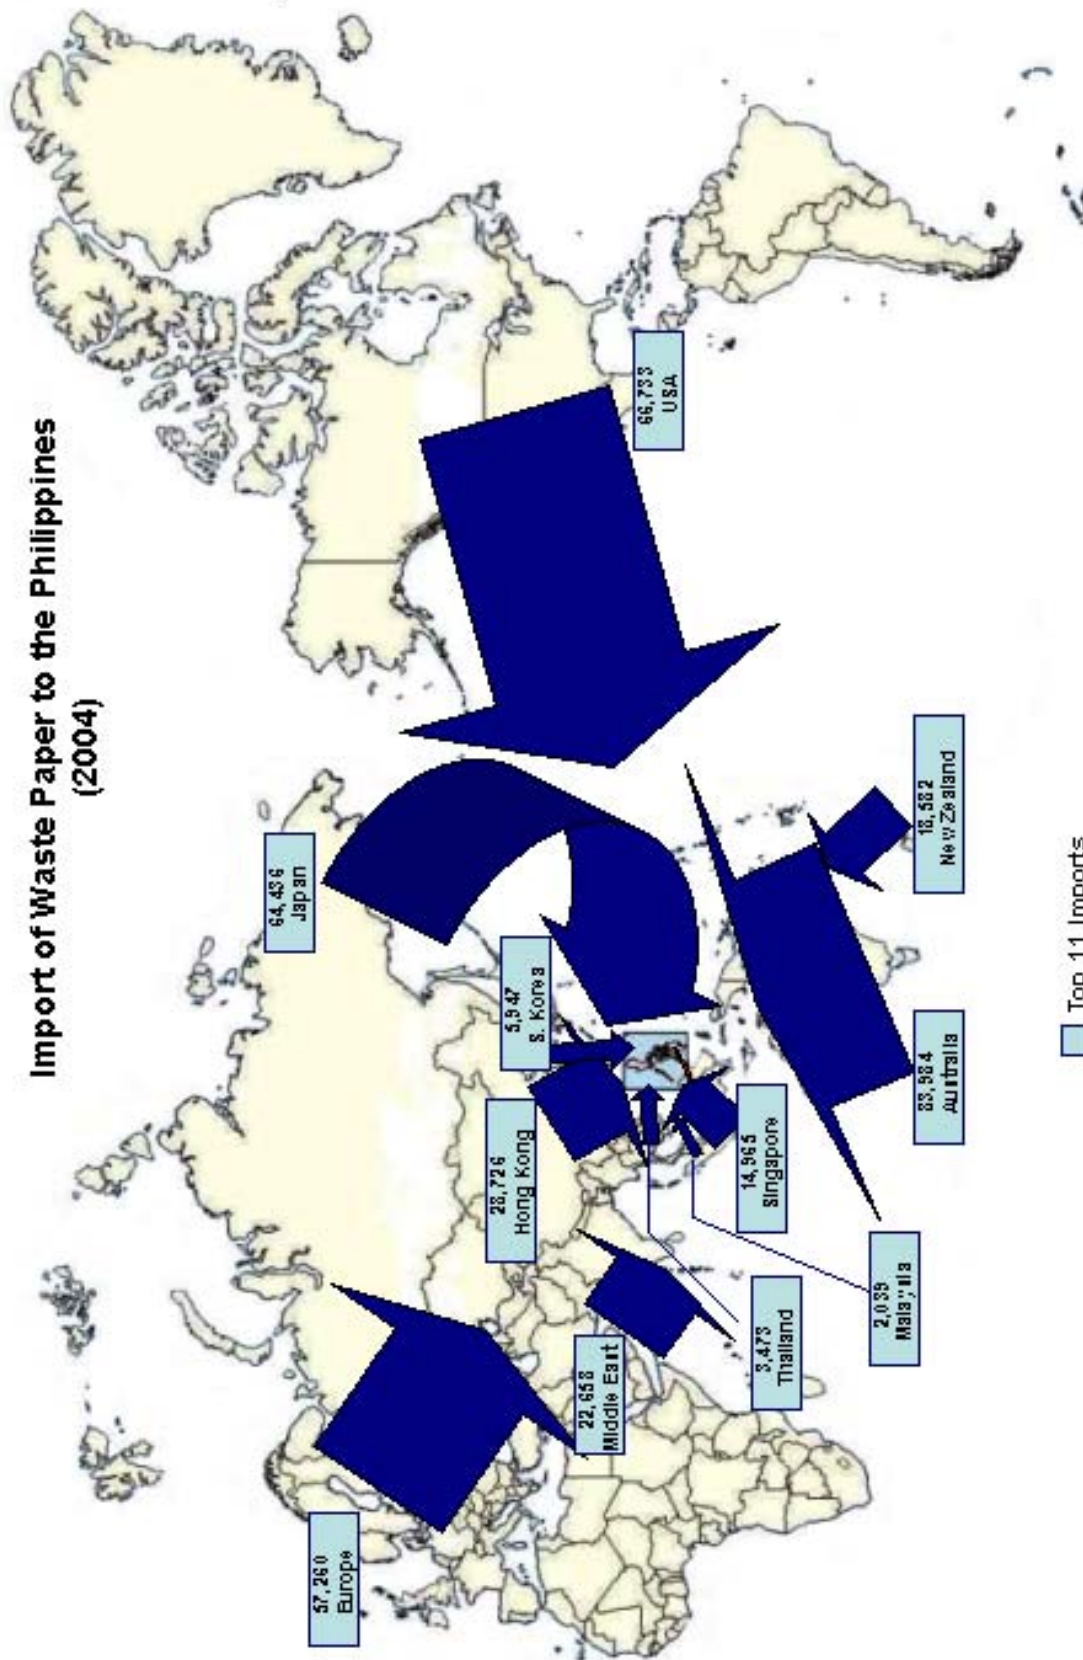 Import of Waste Paper to the Philippines
(2004)
64,436
Japan
66,733
USA
5,947
S. Korea
28,726
Hong Kong
57,260
Europe
22,658
Middle East
14,965
Singapore
3,473
Thailand
2,039
Malaysia
83,984
Australia
18,582
New Zealand
Top 11 Imports